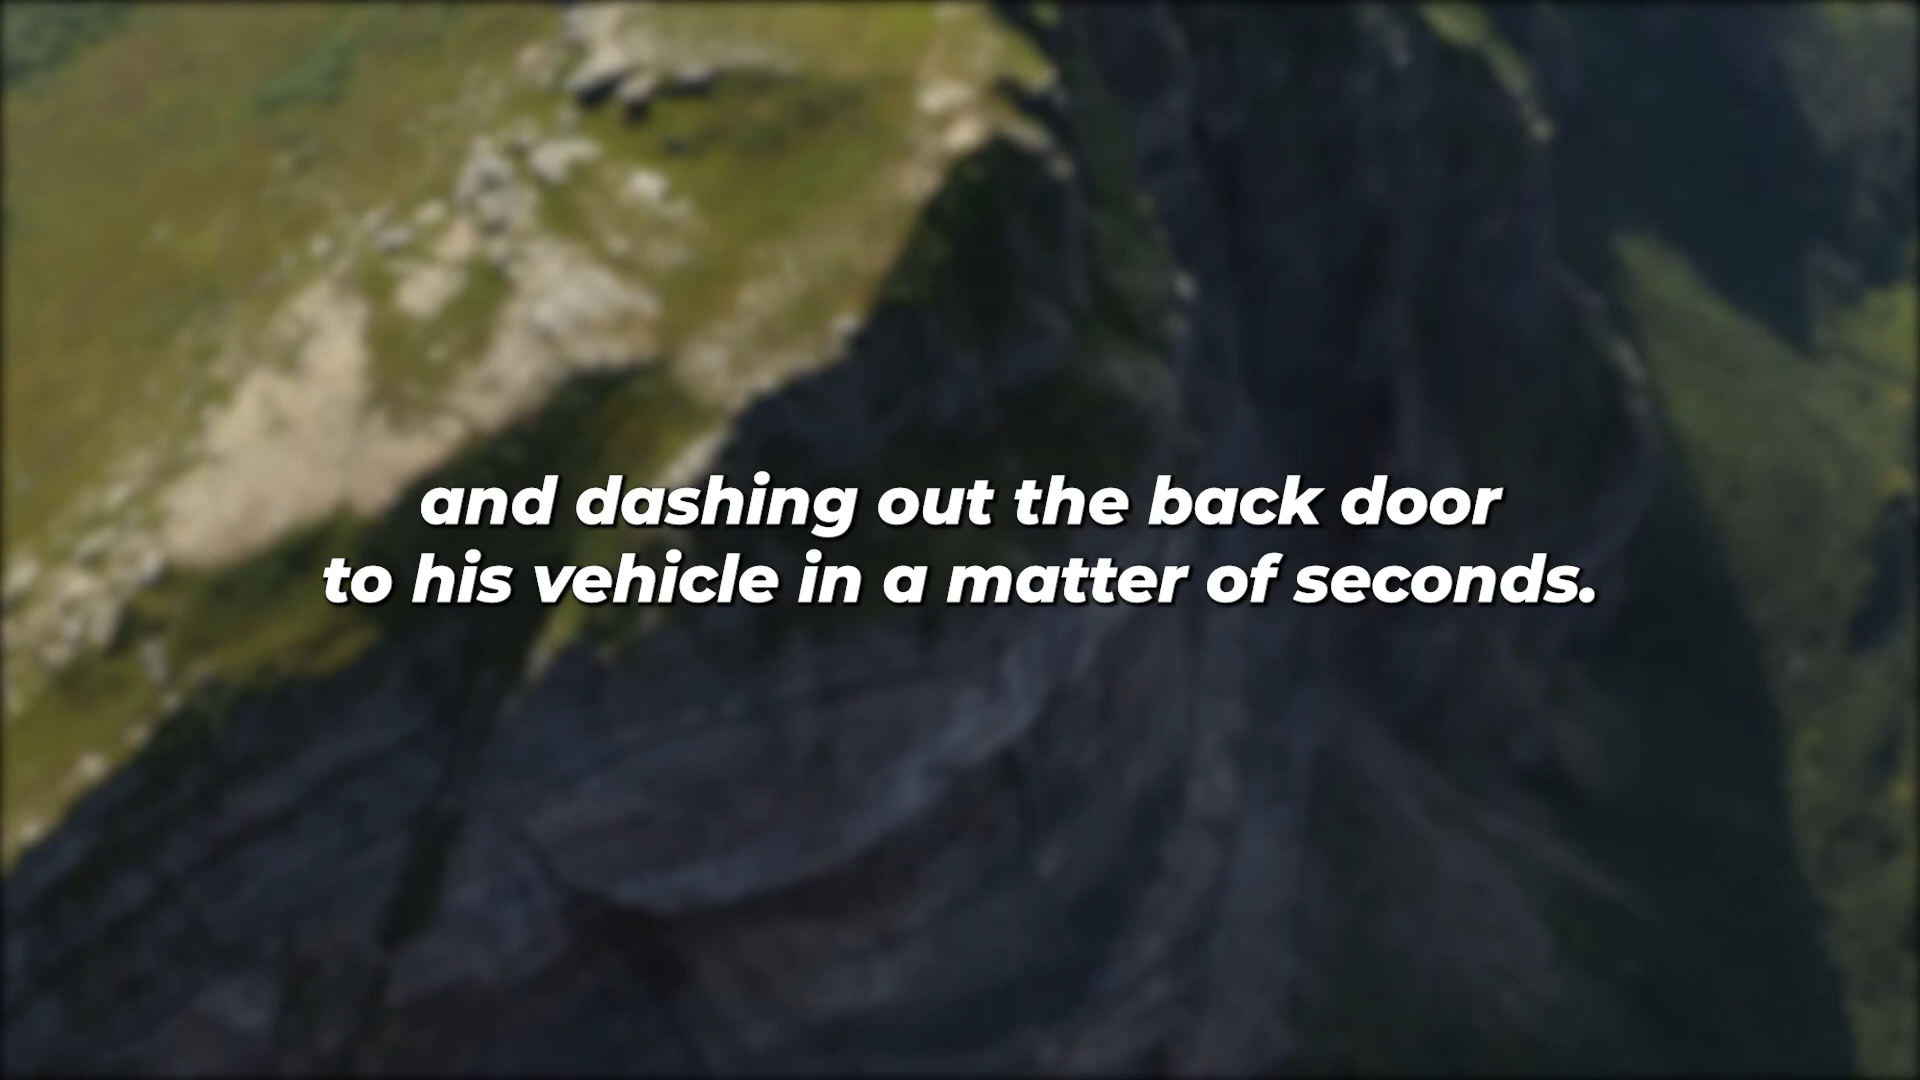 and dashing out the back door
to his vehicle in a matter of seconds.